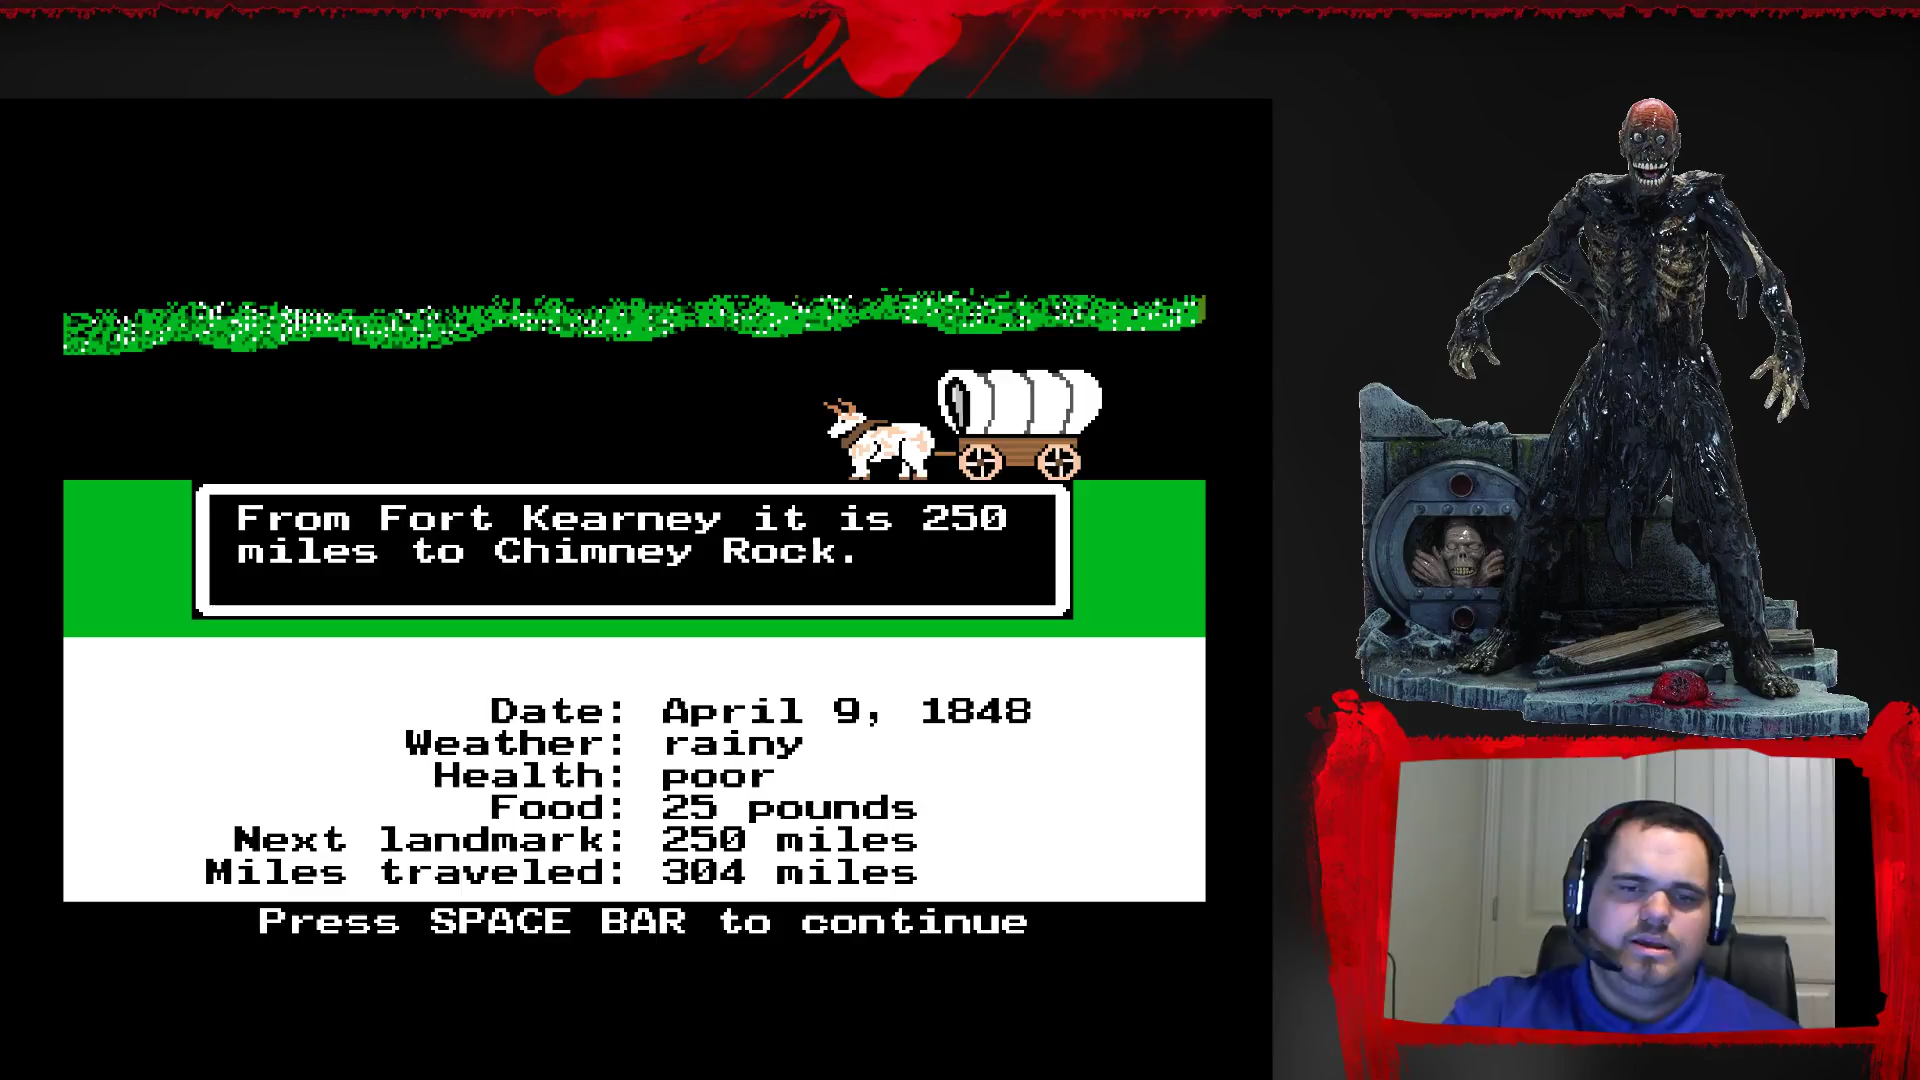 From Fort Kearney it is 250
miles to Chimney Rock.
Date: April 9, 1848
Weather: rainy
Health: poor
Food: 25 pounds
Next landmark: 250 miles
Miles traveled: 304 miles
Press SPACE BAR to continue